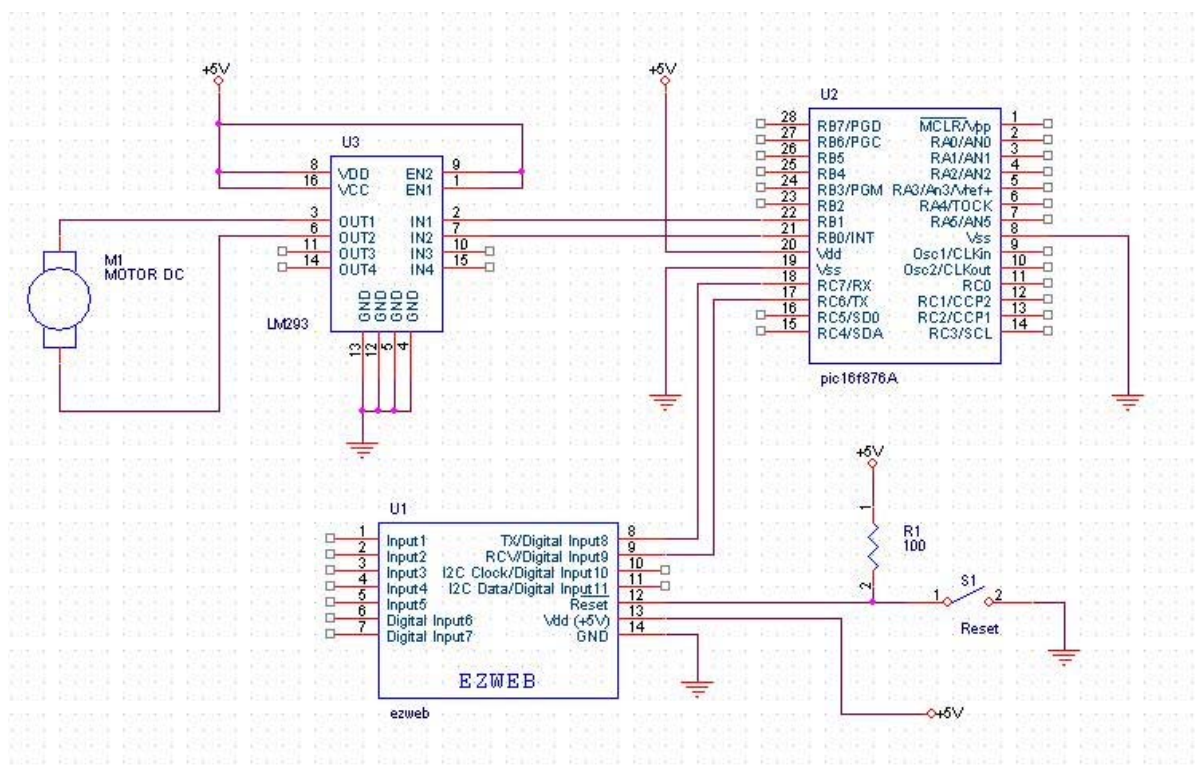 +5V
U3
8 VDD EN2 9
16 VCC EN1 1
3 OUT1 IN1 2
6 OUT2 IN2 7
11 OUT3 IN3 10
14 OUT4 IN4 15
GND GND GND GND
13 12 5 4
LM293
M1
MOTOR DC
+5V
U2
28 RB7/PGD MCLR/Vpp 1
27 RB6/PGC RA0/AN0 2
26 RB5 RA1/AN1 3
25 RB4 RA2/AN2 4
24 RB3/PGM RA3/An3/Vref+ 5
23 RB2 RA4/TOCK 6
22 RB1 RA5/AN5 7
21 RB0/INT Vss 8
20 Vdd Osc1/CLKin 9
19 Vss Osc2/CLKout 10
18 RC7/RX RC0 11
17 RC6/TX RC1/CCP2 12
16 RC5/SD0 RC2/CCP1 13
15 RC4/SDA RC3/SCL 14
pic16f876A
U1
1 Input1 TX/Digital Input8 8
2 Input2 RCV/Digital Input9 9
3 Input3 I2C Clock/Digital Input10 10
4 Input4 I2C Data/Digital Input11 11
5 Input5 Reset 12
6 Digital Input6 Vdd (+5V) 13
7 Digital Input7 GND 14
EZWEB
ezweb
+5V
1
R1
100
2
S1
1 2
Reset
+5V